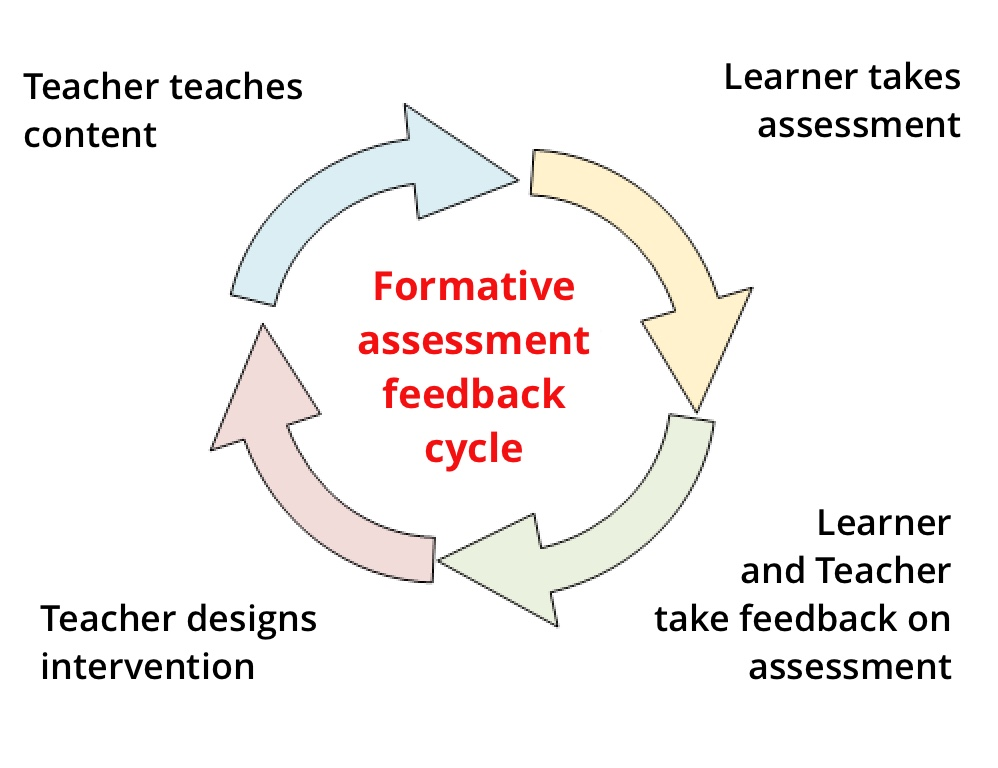 Teacher teaches
content
Learner takes
assessment
Formative
assessment
feedback
cycle
Learner
and Teacher
take feedback on
assessment
Teacher designs
intervention